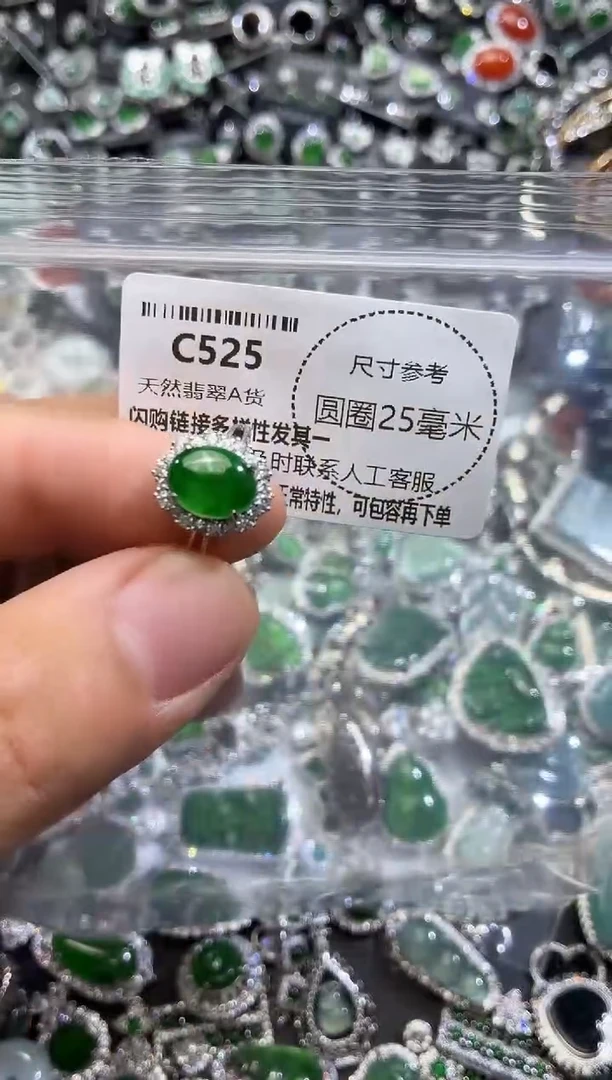 C525
天然翡翠A货
尺寸参考
圆圈25毫米
闪购链接多样性发其一
时联系人工客服
正常特性，可包容再下单